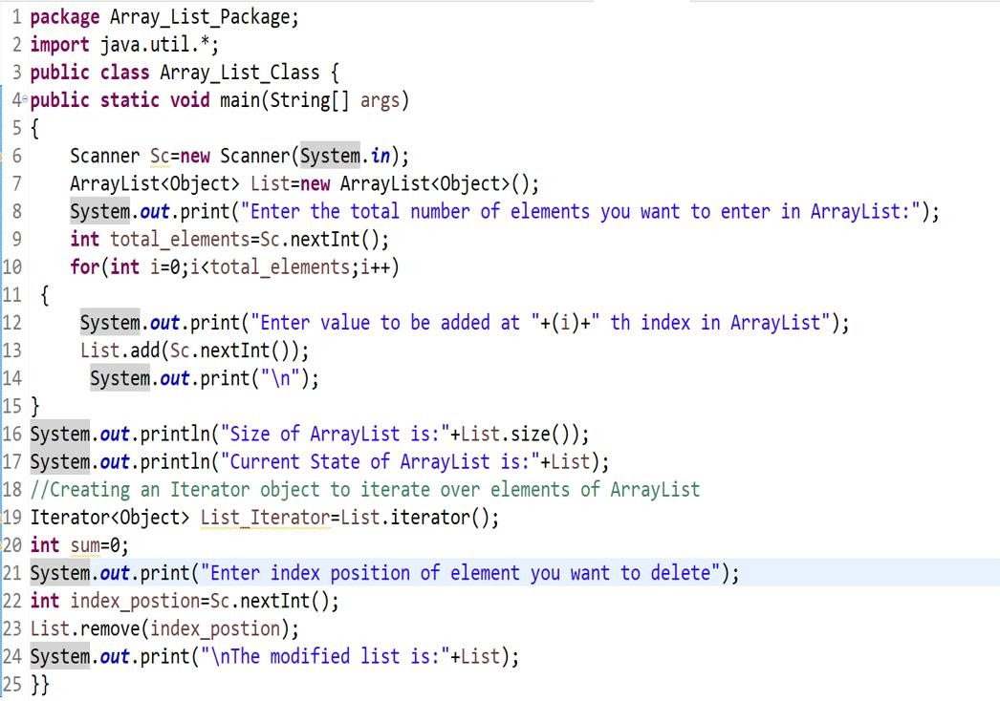 1 package Array_List_Package;
2 import java.util.*;
3 public class Array_List_Class {
4 public static void main(String[] args)
5 {
6 Scanner Sc=new Scanner(System.in);
7 ArrayList<Object> List=new ArrayList<Object>();
8 System.out.print("Enter the total number of elements you want to enter in ArrayList:");
9 int total_elements=Sc.nextInt();
10 for(int i=0;i<total_elements;i++)
11 {
12 System.out.print("Enter value to be added at "+(i)+" th index in ArrayList");
13 List.add(Sc.nextInt());
14 System.out.print("\n");
15 }
16 System.out.println("Size of ArrayList is:"+List.size());
17 System.out.println("Current State of ArrayList is:"+List);
18 //Creating an Iterator object to iterate over elements of ArrayList
19 Iterator<Object> List_Iterator=List.iterator();
20 int sum=0;
21 System.out.print("Enter index position of element you want to delete");
22 int index_postion=Sc.nextInt();
23 List.remove(index_postion);
24 System.out.print("\nThe modified list is:"+List);
25 }}